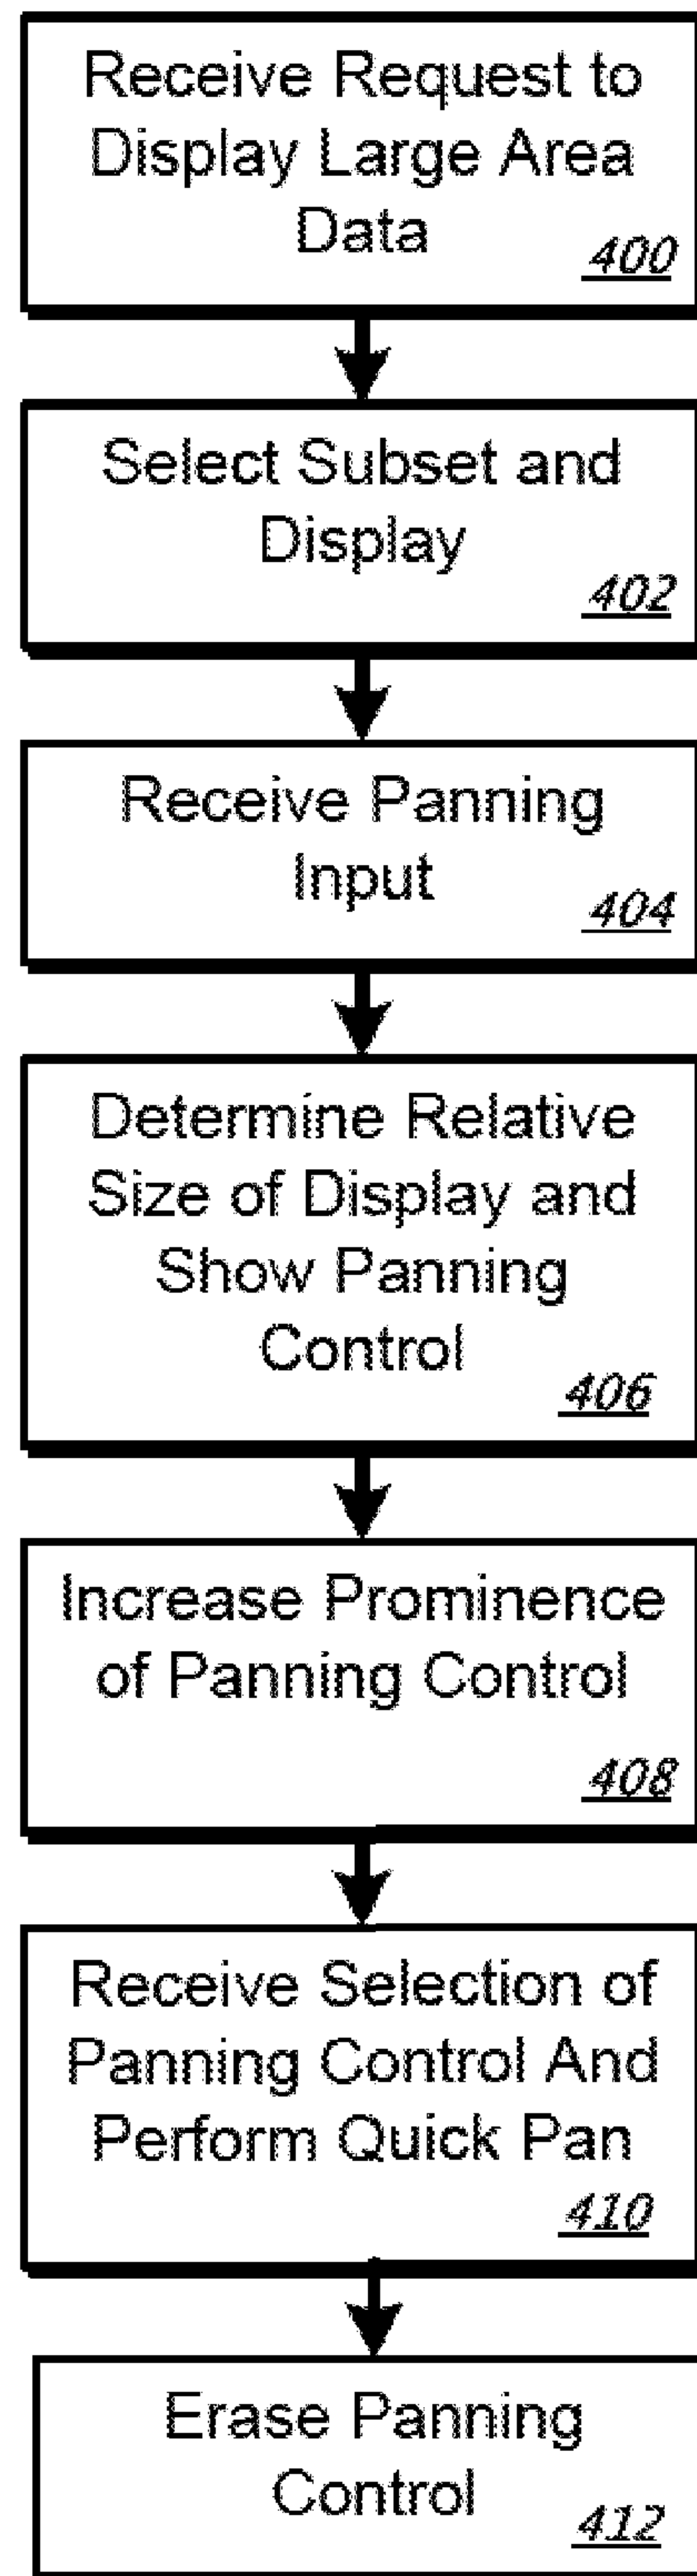 Receive Request to
Display Large Area
Data
400
Select Subset and
Display
402
Receive Panning
Input
404
Determine Relative
Size of Display and
Show Panning
Control
406
Increase Prominence
of Panning Control
408
Receive Selection of
Panning Control And
Perform Quick Pan
410
Erase Panning
Control
412